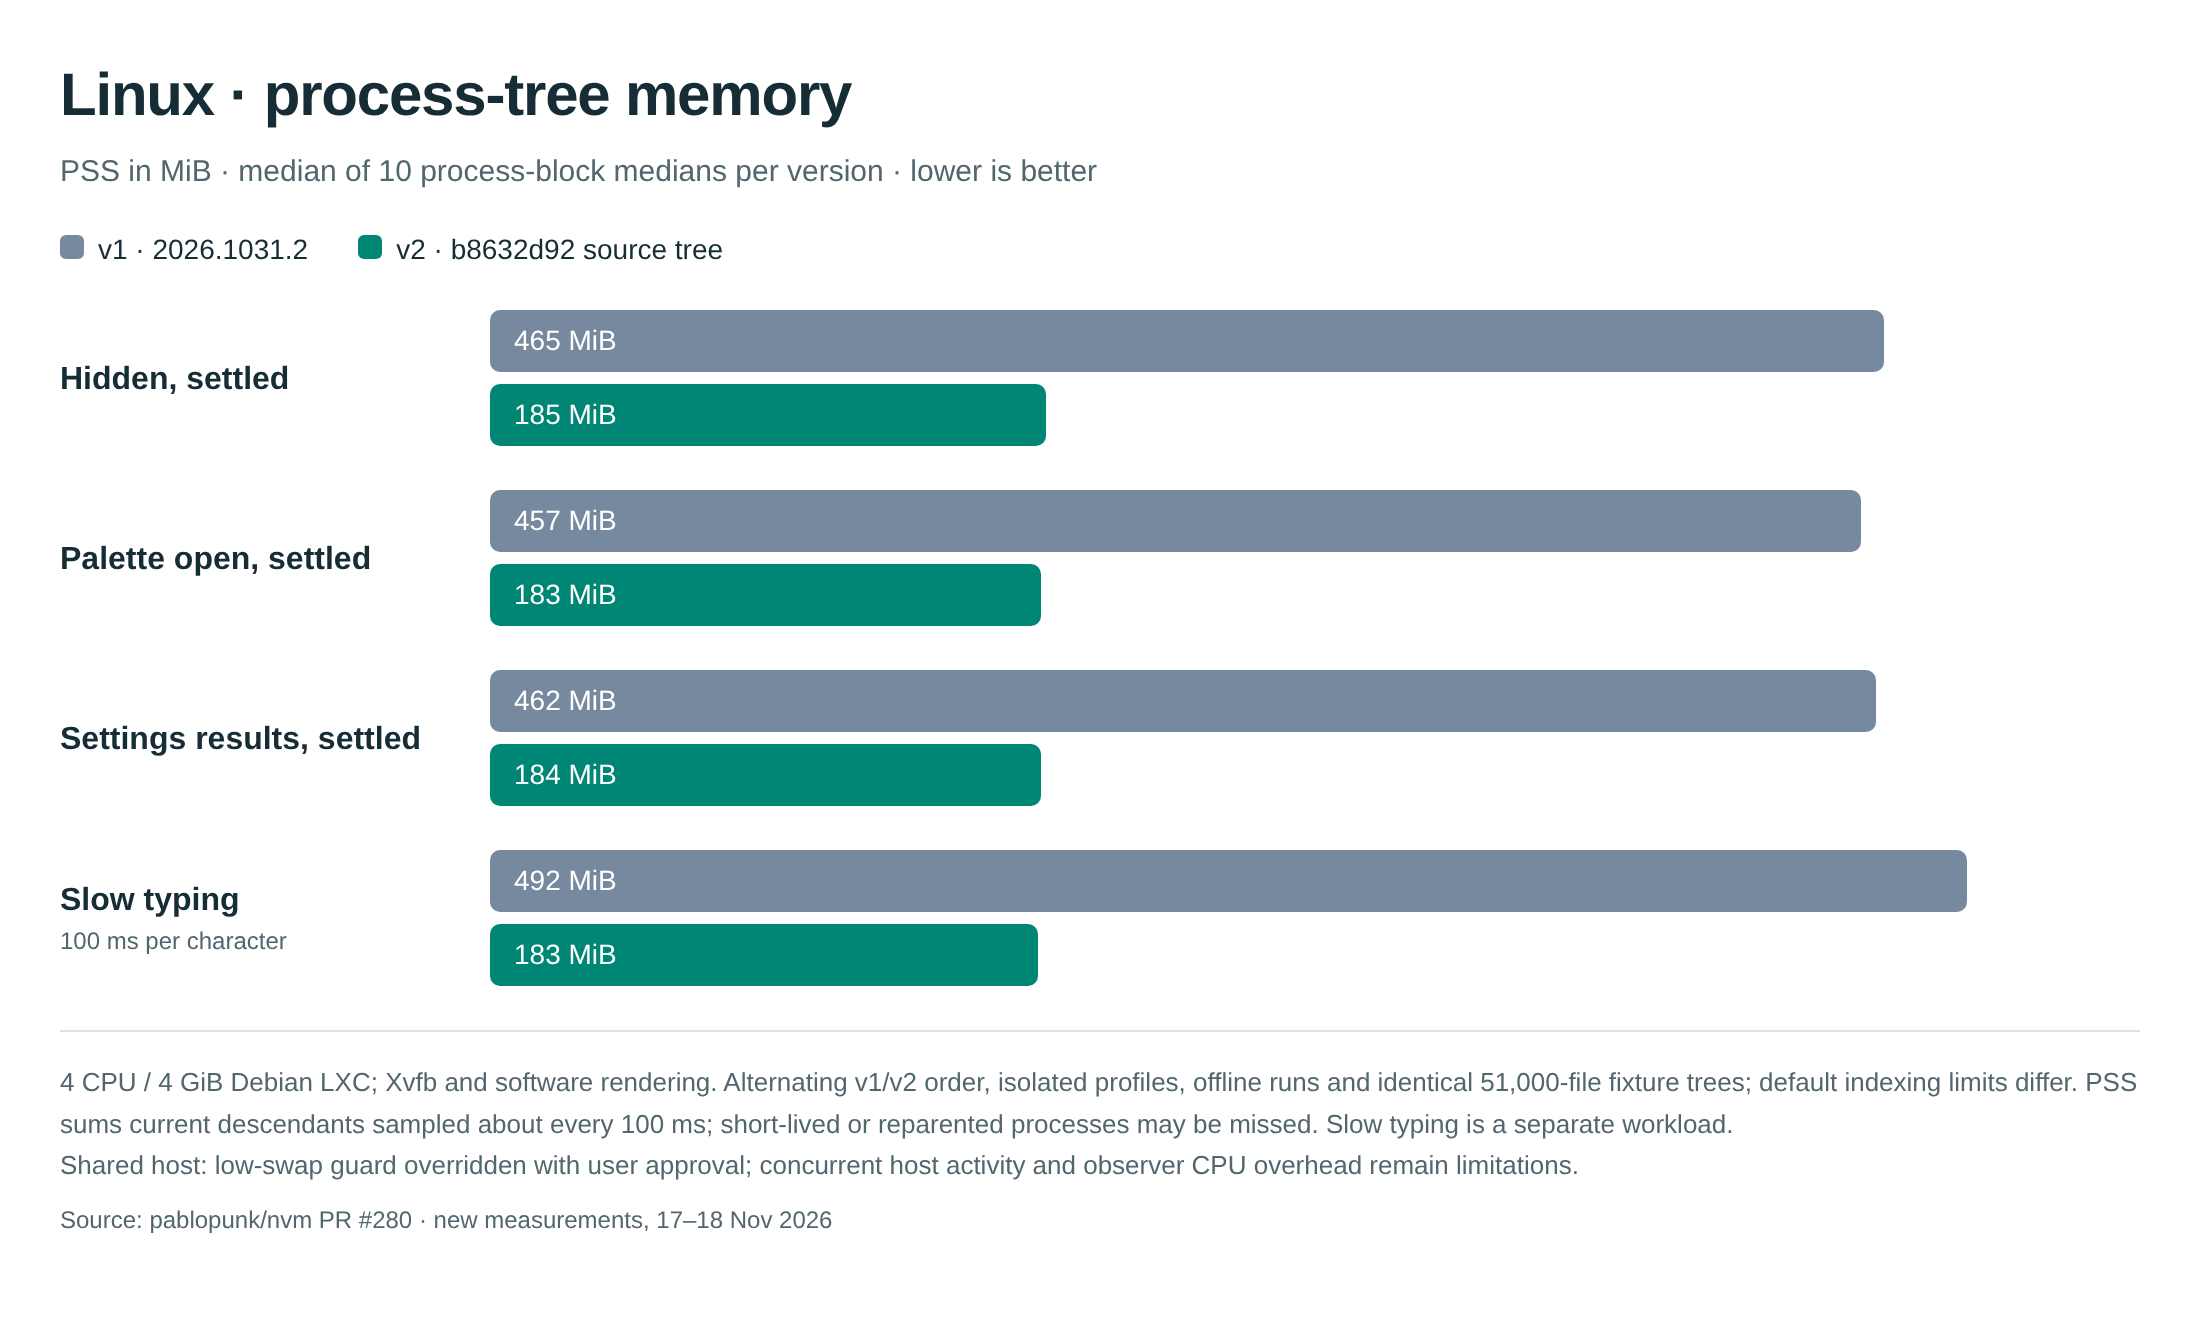 Linux · process-tree memory
PSS in MiB · median of 10 process-block medians per version · lower is better
v1 · 2026.1031.2
v2 · b8632d92 source tree
Hidden, settled
465 MiB
185 MiB
Palette open, settled
457 MiB
183 MiB
Settings results, settled
462 MiB
184 MiB
Slow typing
100 ms per character
492 MiB
183 MiB
4 CPU / 4 GiB Debian LXC; Xvfb and software rendering. Alternating v1/v2 order, isolated profiles, offline runs and identical 51,000-file fixture trees; default indexing limits differ. PSS
sums current descendants sampled about every 100 ms; short-lived or reparented processes may be missed. Slow typing is a separate workload.
Shared host: low-swap guard overridden with user approval; concurrent host activity and observer CPU overhead remain limitations.
Source: pablopunk/nvm PR #280 · new measurements, 17–18 Nov 2026